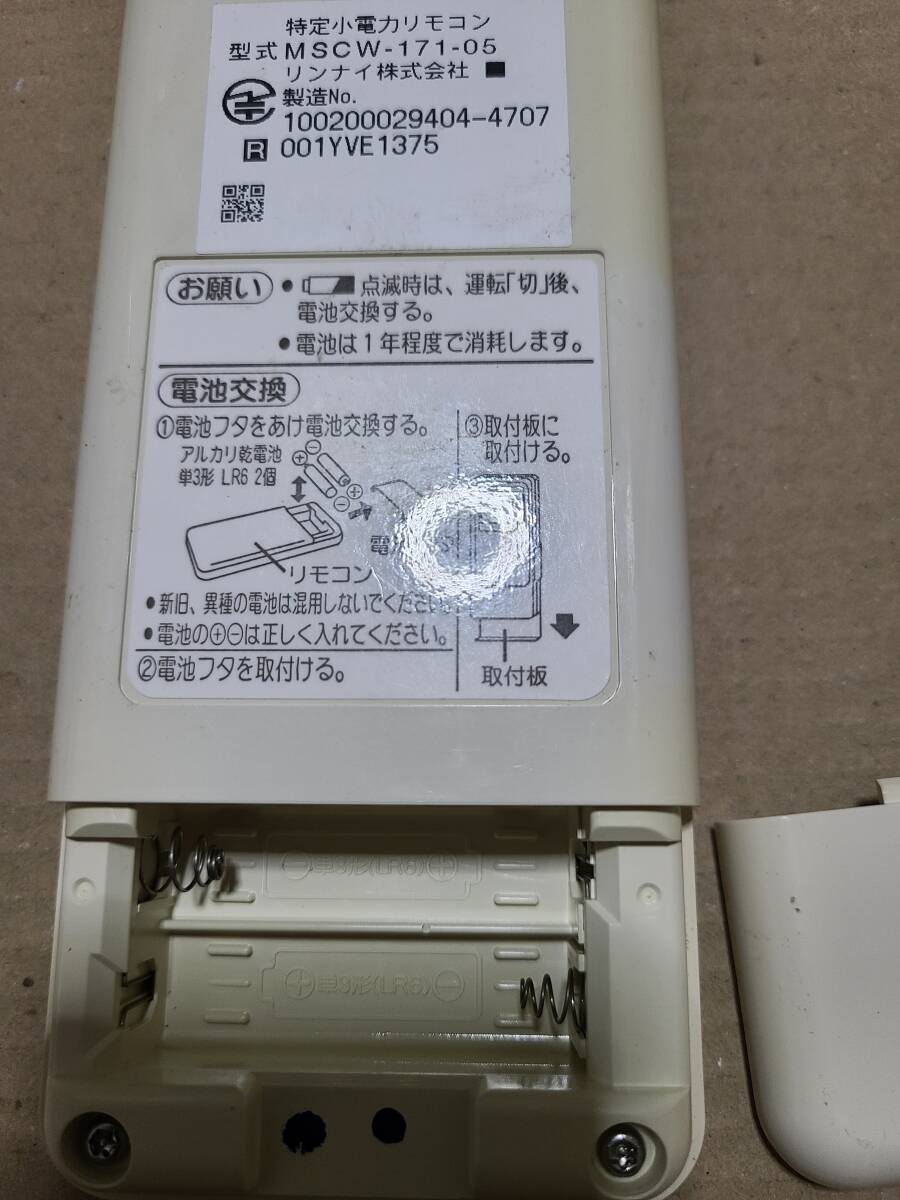 特定小電力リモコン
型式 MSCW-171-05
リンナイ株式会社 ■
製造No.
100200029404-4707
R 001YVE1375
お願い
● 点滅時は、運転「切」後、
電池交換する。
● 電池は1年程度で消耗します。
電池交換
①電池フタをあけ電池交換する。
アルカリ乾電池
単3形 LR6 2個
⊖
⊕
⊕
⊖
電
リモコン
● 新旧、異種の電池は混用しないでください
● 電池の⊕⊖は正しく入れてください。
②電池フタを取付ける。
③取付板に
取付ける。
取付板
⊖単3形(LR6)⊕
⊕単3形(LR6)⊖